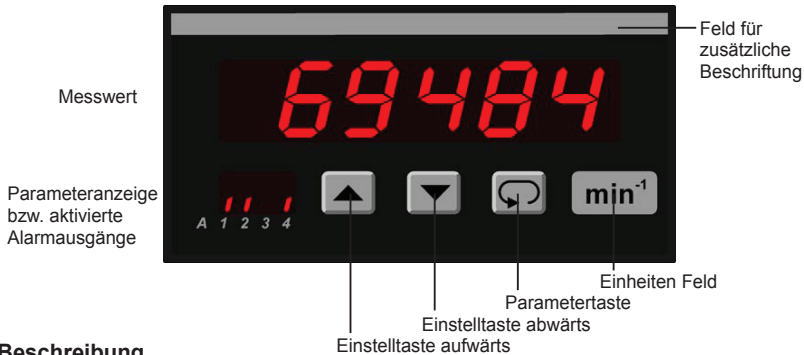 Feld für
zusätzliche
Beschriftung
Messwert
69484
Parameteranzeige
bzw. aktivierte
Alarmausgänge
A 1 2 3 4
min⁻¹
Einheiten Feld
Parametertaste
Einstelltaste abwärts
Einstelltaste aufwärts
Beschreibung